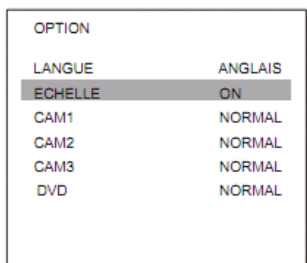 OPTION
LANGUE ANGLAIS
ECHELLE ON
CAM1 NORMAL
CAM2 NORMAL
CAM3 NORMAL
DVD NORMAL